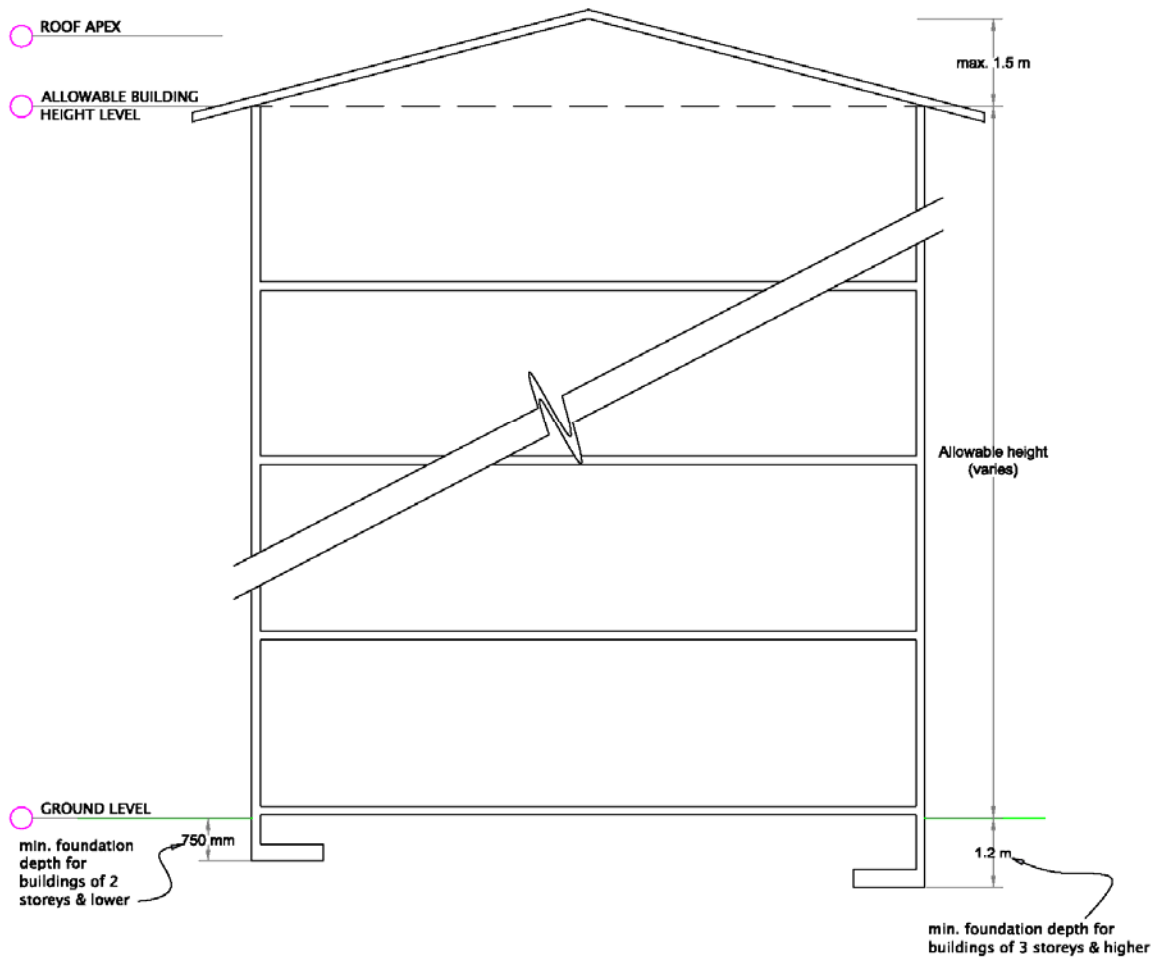 ROOF APEX
max. 1.5 m
ALLOWABLE BUILDING
HEIGHT LEVEL
Allowable height
(varies)
GROUND LEVEL
750 mm
min. foundation
depth for
buildings of 2
storeys & lower
1.2 m
min. foundation depth for
buildings of 3 storeys & higher